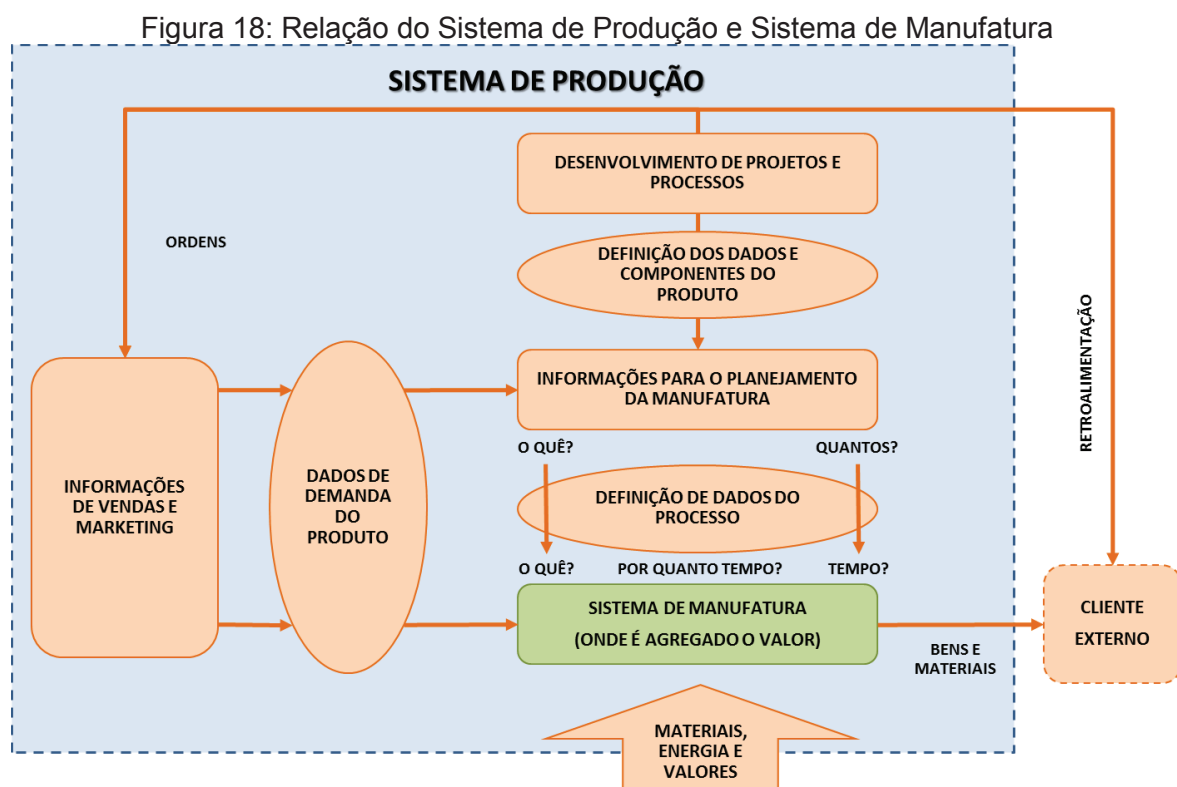 Figura 18: Relação do Sistema de Produção e Sistema de Manufatura
SISTEMA DE PRODUÇÃO
DESENVOLVIMENTO DE PROJETOS E
PROCESSOS
ORDENS
DEFINIÇÃO DOS DADOS E
COMPONENTES DO
PRODUTO
RETROALIMENTAÇÃO
INFORMAÇÕES PARA O PLANEJAMENTO
DA MANUFATURA
O QUÊ?
QUANTOS?
INFORMAÇÕES
DE VENDAS E
MARKETING
DADOS DE
DEMANDA
DO
PRODUTO
DEFINIÇÃO DE DADOS DO
PROCESSO
O QUÊ?
POR QUANTO TEMPO?
TEMPO?
SISTEMA DE MANUFATURA
(ONDE É AGREGADO O VALOR)
BENS E
MATERIAIS
CLIENTE
EXTERNO
MATERIAIS,
ENERGIA E
VALORES